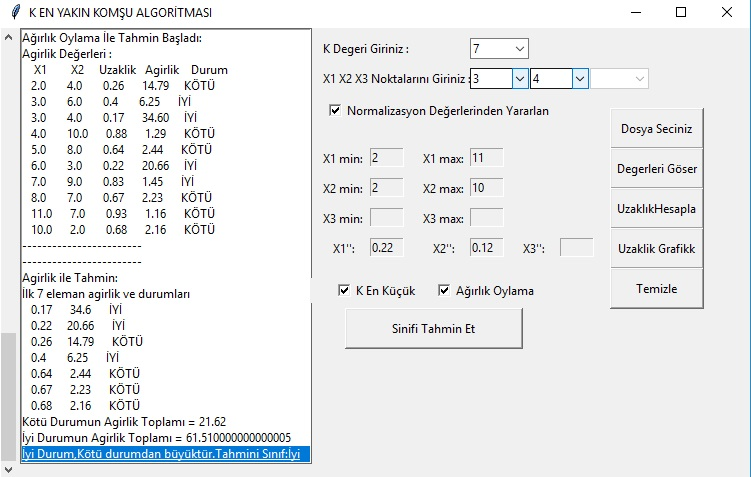 K EN YAKIN KOMŞU ALGORİTMASI
Ağırlık Oylama İle Tahmin Başladı:
Agirlik Değerleri :
X1 X2 Uzaklik Agirlik Durum
2.0 4.0 0.26 14.79 KÖTÜ
3.0 6.0 0.4 6.25 İYİ
3.0 4.0 0.17 34.60 İYİ
4.0 10.0 0.88 1.29 KÖTÜ
5.0 8.0 0.64 2.44 KÖTÜ
6.0 3.0 0.22 20.66 İYİ
7.0 9.0 0.83 1.45 İYİ
8.0 7.0 0.67 2.23 KÖTÜ
11.0 7.0 0.93 1.16 KÖTÜ
10.0 2.0 0.68 2.16 KÖTÜ
-------------------------
-------------------------
Agirlik ile Tahmin:
İlk 7 eleman agirlik ve durumları
0.17 34.6 İYİ
0.22 20.66 İYİ
0.26 14.79 KÖTÜ
0.4 6.25 İYİ
0.64 2.44 KÖTÜ
0.67 2.23 KÖTÜ
0.68 2.16 KÖTÜ
Kötü Durumun Agirlik Toplamı = 21.62
İyi Durumun Agirlik Toplamı = 61.510000000000005
İyi Durum,Kötü durumdan büyüktür.Tahmini Sınıf:İyi
K Degeri Giriniz : 7
X1 X2 X3 Noktalarını Giriniz : 3 4
Normalizasyon Değerlerinden Yararlan
X1 min: 2 X1 max: 11
X2 min: 2 X2 max: 10
X3 min: X3 max:
X1'': 0.22 X2'': 0.12 X3'':
K En Küçük Ağırlık Oylama
Sinifi Tahmin Et
Dosya Seciniz
Degerleri Göser
UzaklıkHesapla
Uzaklik Grafikk
Temizle